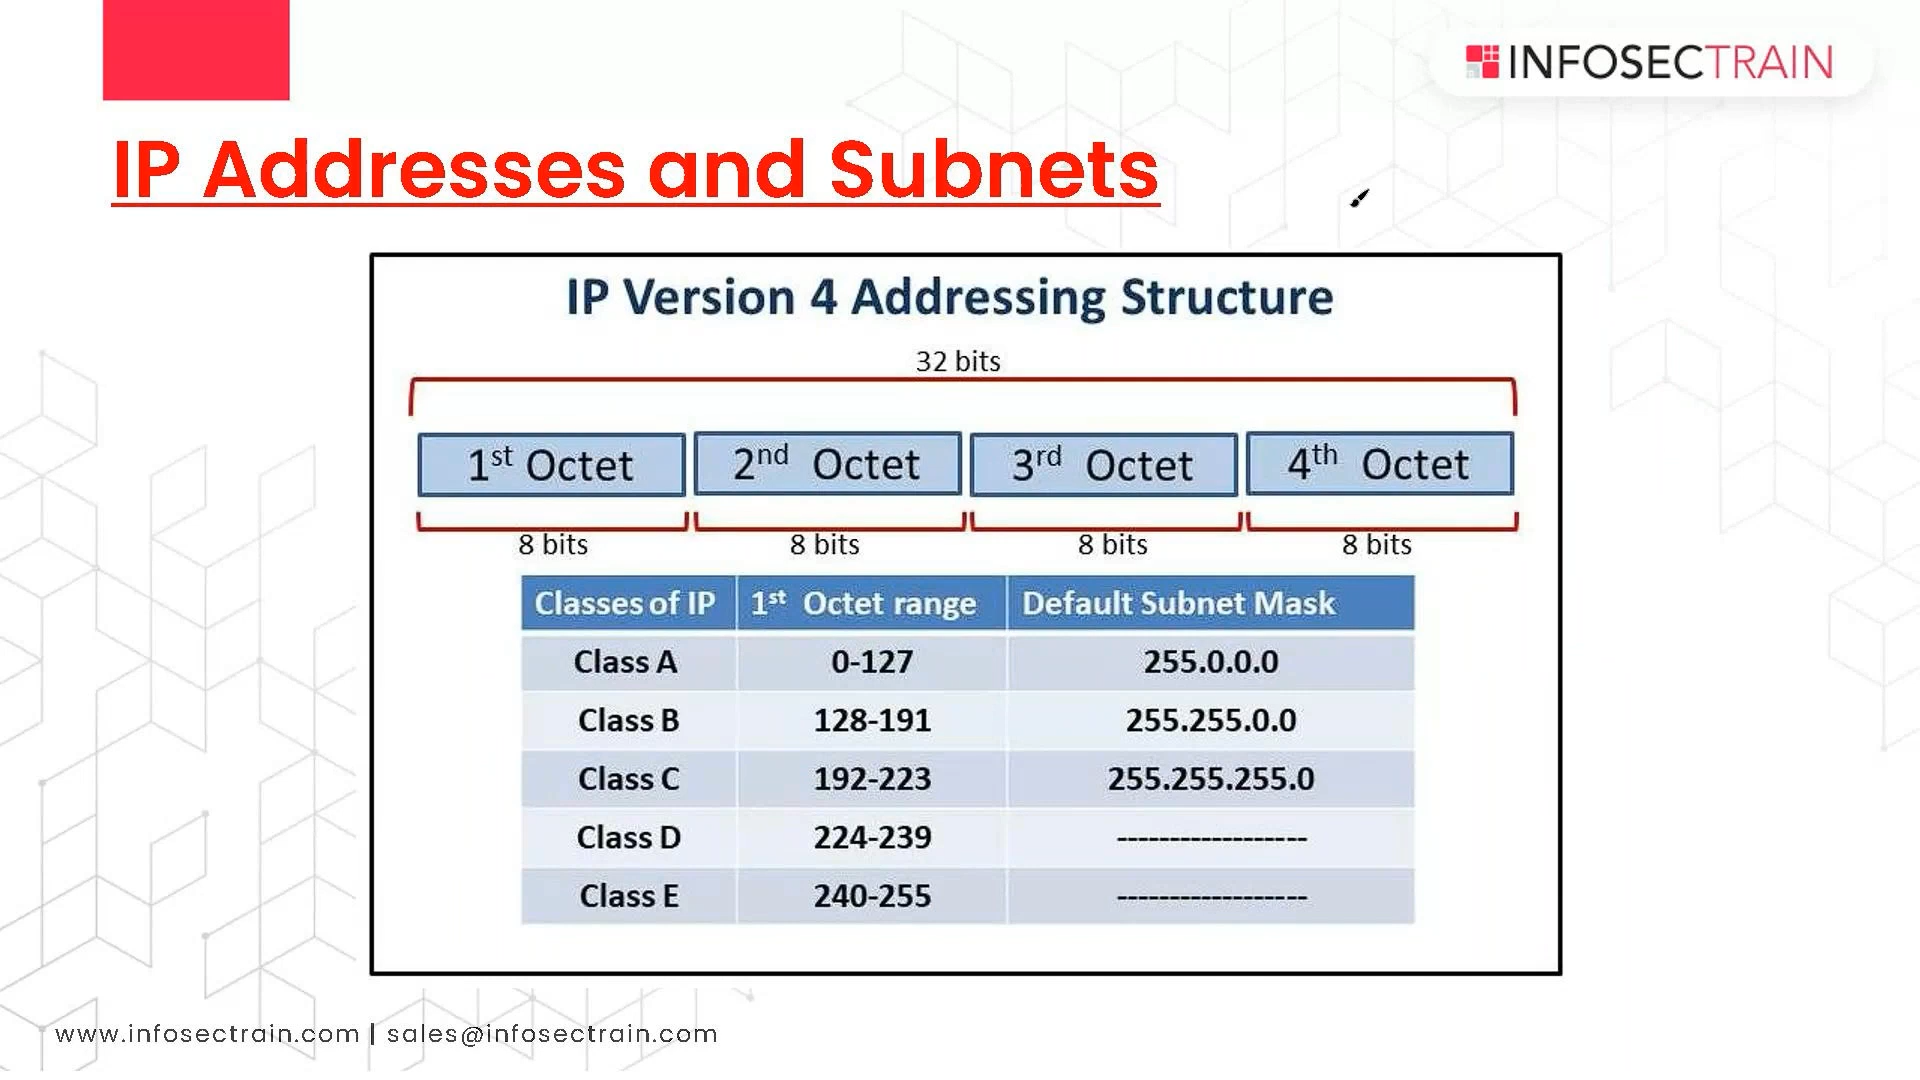 INFOSECTRAIN
IP Addresses and Subnets
IP Version 4 Addressing Structure
32 bits
1st Octet 2nd Octet 3rd Octet 4th Octet
8 bits 8 bits 8 bits 8 bits
Classes of IP 1st Octet range Default Subnet Mask
Class A 0-127 255.0.0.0
Class B 128-191 255.255.0.0
Class C 192-223 255.255.255.0
Class D 224-239 ------------------
Class E 240-255 ------------------
www.infosectrain.com | sales@infosectrain.com